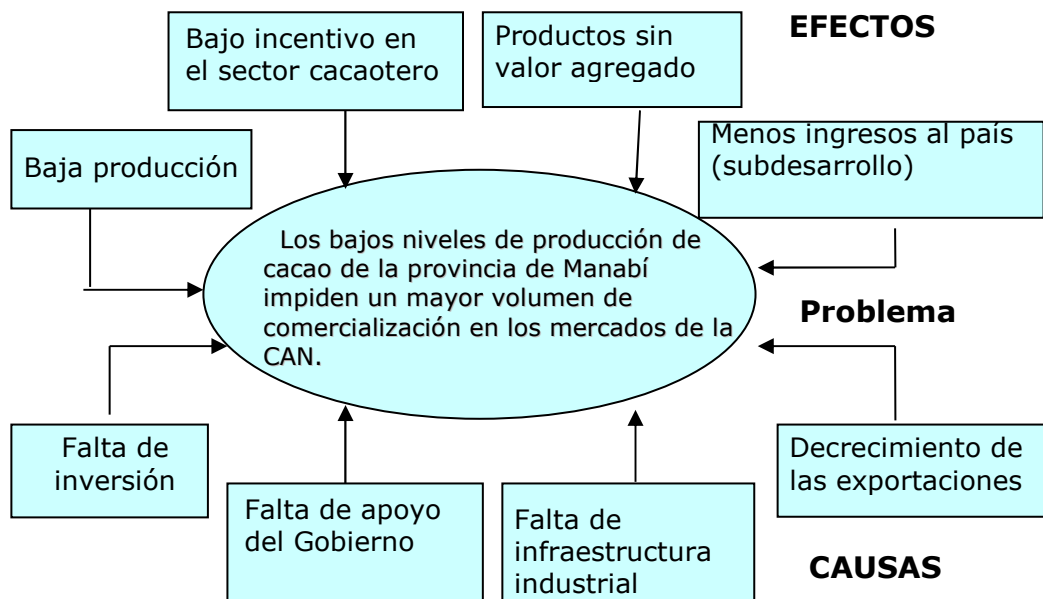 EFECTOS
Bajo incentivo en
el sector cacaotero
Productos sin
valor agregado
Baja producción
Menos ingresos al país
(subdesarrollo)
Los bajos niveles de producción de
cacao de la provincia de Manabí
impiden un mayor volumen de
comercialización en los mercados de la
CAN.
Problema
Falta de
inversión
Falta de apoyo
del Gobierno
Falta de
infraestructura
industrial
Decrecimiento de
las exportaciones
CAUSAS